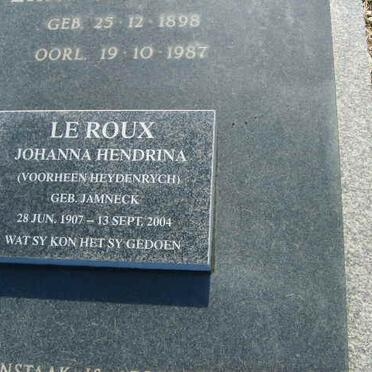 GEB. 25·12·1898
OORL. 19·10·1987
LE ROUX
JOHANNA HENDRINA
(VOORHEEN HEYDENRYCH)
GEB. JAMNECK
28 JUN. 1907 – 13 SEPT. 2004
WAT SY KON HET SY GEDOEN